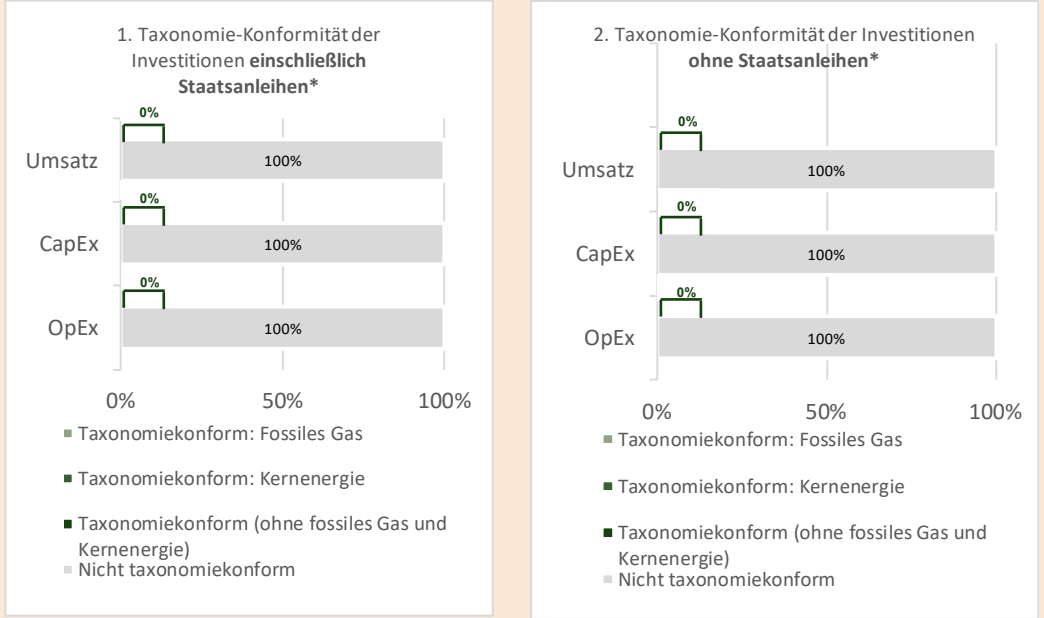 1. Taxonomie-Konformität der
Investitionen einschließlich
Staatsanleihen*
0%
Umsatz
100%
0%
CapEx
100%
0%
OpEx
100%
0%
50%
100%
Taxonomiekonform: Fossiles Gas
Taxonomiekonform: Kernenergie
Taxonomiekonform (ohne fossiles Gas und
Kernenergie)
Nicht taxonomiekonform
2. Taxonomie-Konformität der Investitionen
ohne Staatsanleihen*
0%
Umsatz
100%
0%
CapEx
100%
0%
OpEx
100%
0%
50%
100%
Taxonomiekonform: Fossiles Gas
Taxonomiekonform: Kernenergie
Taxonomiekonform (ohne fossiles Gas und
Kernenergie)
Nicht taxonomiekonform